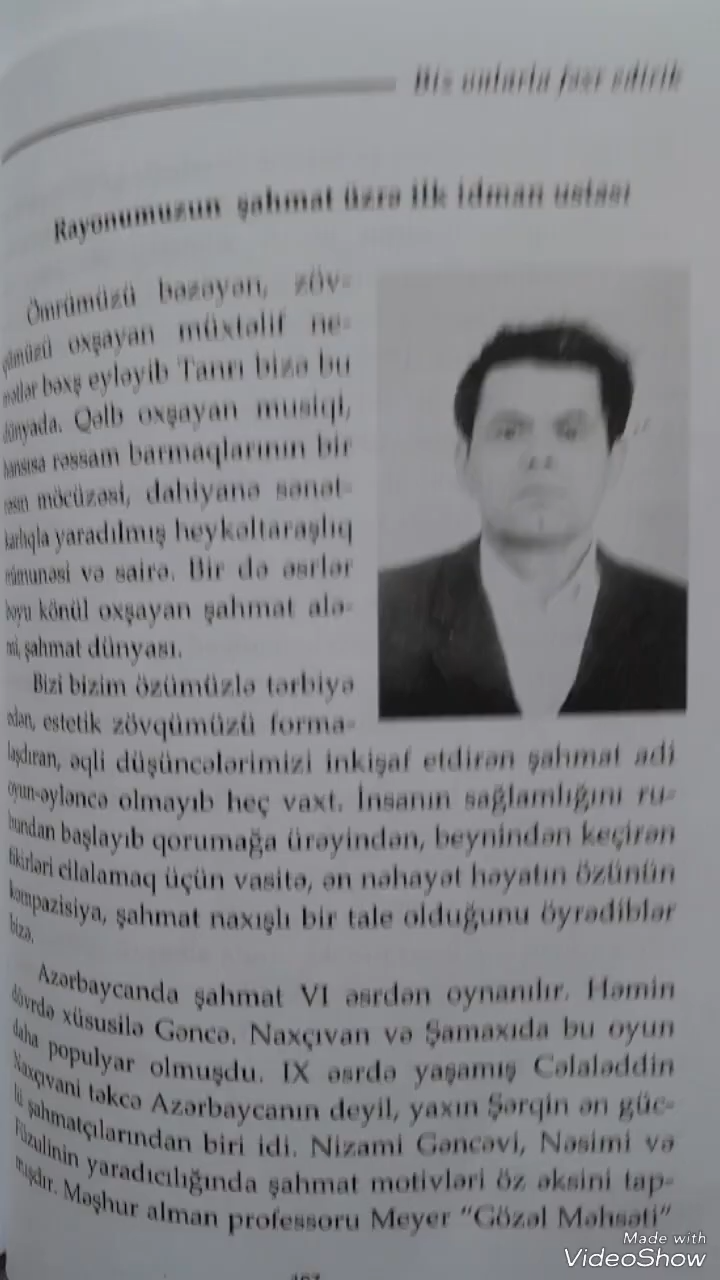 Biz onlarla fəxr edirik
Rayonumuzun şahmat üzrə ilk idman ustası
Ömrümüzü bəzəyən, zöv-
qümüzü oxşayan müxtəlif ne-
mətlər bəxş eyləyib Tanrı bizə bu
dünyada. Qəlb oxşayan musiqi,
hansısa rəssam barmaqlarının bir
rəsm möcüzəsi, dahiyanə sənət-
karlıqla yaradılmış heykəltaraşlıq
nümunəsi və sairə. Bir də əsrlər
boyu könül oxşayan şahmat alə-
mi, şahmat dünyası.
Bizi bizim özümüzlə tərbiyə
edən, estetik zövqümüzü forma-
laşdıran, əqli düşüncələrimizi inkişaf etdirən şahmat adi
oyun-əyləncə olmayıb heç vaxt. İnsanın sağlamlığını ru-
hundan başlayıb qorumağa ürəyindən, beynindən keçirən
fikirləri cilalamaq üçün vasitə, ən nəhayət həyatın özünün
kompazisiya, şahmat naxışlı bir tale olduğunu öyrədiblər
bizə.
Azərbaycanda şahmat VI əsrdən oynanılır. Həmin
dövrdə xüsusilə Gəncə. Naxçıvan və Şamaxıda bu oyun
daha populyar olmuşdu. IX əsrdə yaşamış Cəlaləddin
Naxçıvani təkcə Azərbaycanın deyil, yaxın Şərqin ən güc-
lü şahmatçılarından biri idi. Nizami Gəncəvi, Nəsimi və
Füzulinin yaradıcılığında şahmat motivləri öz əksini tap-
mışdır. Məşhur alman professoru Meyer "Gözəl Məhsəti"
Made with
VideoShow